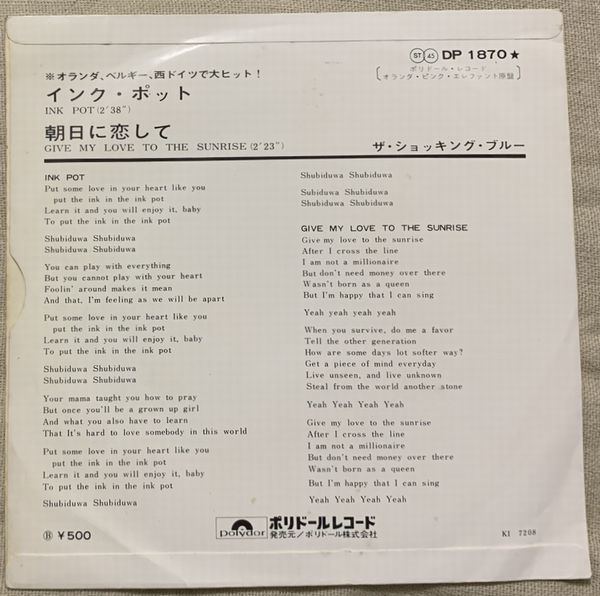 ST 45 DP 1870★
ポリドール・レコード
オランダ・ピンク・エレファント原盤
※オランダ、ベルギー、西ドイツで大ヒット!
インク・ポット
INK POT(2'38")
朝日に恋して
GIVE MY LOVE TO THE SUNRISE(2'23")
ザ・ショッキング・ブルー
INK POT
Put some love in your heart like you
put the ink in the ink pot
Learn it and you will enjoy it, baby
To put the ink in the ink pot
Shubiduwa Shubiduwa
Shubiduwa Shubiduwa
You can play with everything
But you cannot play with your heart
Foolin' around makes it mean
And that, I'm feeling as we will be apart
Put some love in your heart like you
put the ink in the ink pot
Learn it and you will enjoy it, baby
To put the ink in the ink pot
Shubiduwa Shubiduwa
Shubiduwa Shubiduwa
Your mama taught you how to pray
But once you'll be a grown up girl
And what you also have to learn
That It's hard to love somebody in this world
Put some love in your heart like you
put the ink in the ink pot
Learn it and you will enjoy it, baby
To put the ink in the ink pot
Shubiduwa Shubiduwa
Shubiduwa Shubiduwa
Subiduwa Shubiduwa
Shubiduwa Shubiduwa
GIVE MY LOVE TO THE SUNRISE
Give my love to the sunrise
After I cross the line
I am not a millionaire
But don't need money over there
Wasn't born as a queen
But I'm happy that I can sing
Yeah yeah yeah yeah
When you survive, do me a favor
Tell the other generation
How are some days lot softer way?
Get a piece of mind everyday
Live unseen, and live unknown
Steal from the world another stone
Yeah Yeah Yeah Yeah
Give my love to the sunrise
After I cross the line
I am not a millionaire
But don't need money over there
Wasn't born as a queen
But I'm happy that I can sing
Yeah Yeah Yeah Yeah
Ⓑ ¥500
Polydor
ポリドールレコード
発売元/ポリドール株式会社
KI 7208